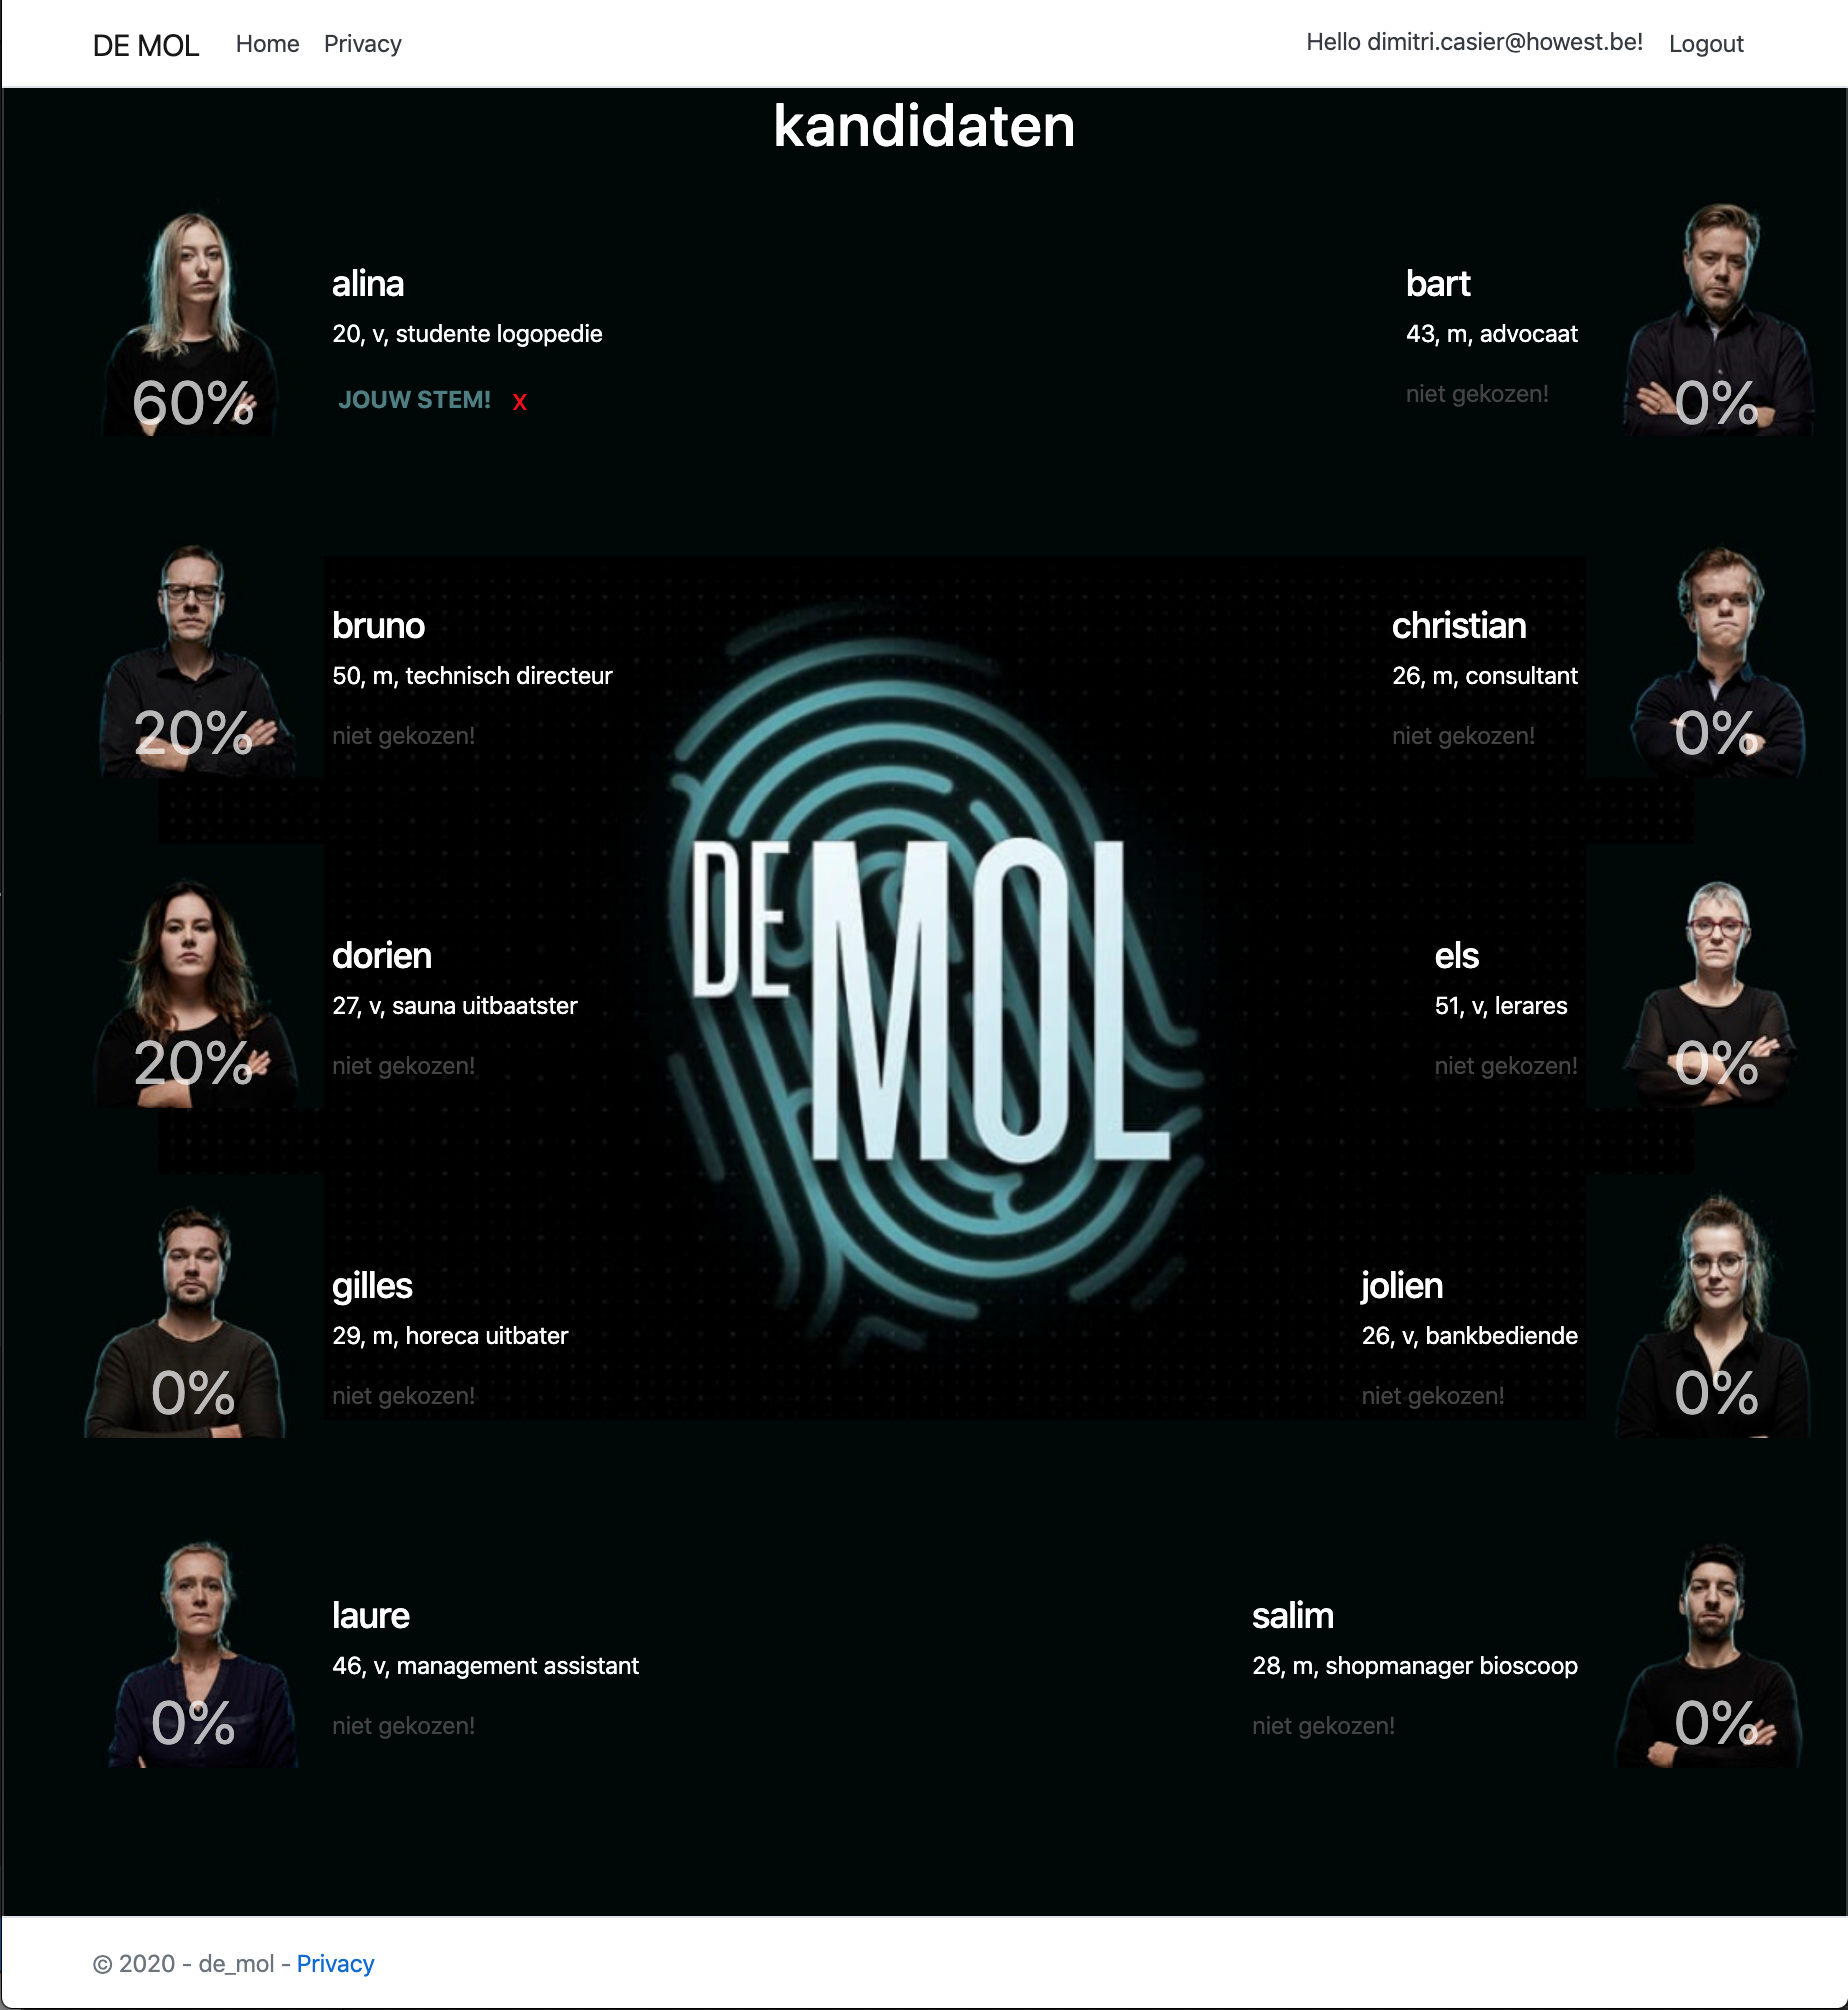 DE MOL Home Privacy Hello dimitri.casier@howest.be! Logout
kandidaten
alina
20, v, studente logopedie
JOUW STEM! x
60%
bart
43, m, advocaat
niet gekozen!
0%
bruno
50, m, technisch directeur
niet gekozen!
20%
christian
26, m, consultant
niet gekozen!
0%
DE MOL
dorien
27, v, sauna uitbaatster
niet gekozen!
20%
els
51, v, lerares
niet gekozen!
0%
gilles
29, m, horeca uitbater
niet gekozen!
0%
jolien
26, v, bankbediende
niet gekozen!
0%
laure
46, v, management assistant
niet gekozen!
0%
salim
28, m, shopmanager bioscoop
niet gekozen!
0%
© 2020 - de_mol - Privacy